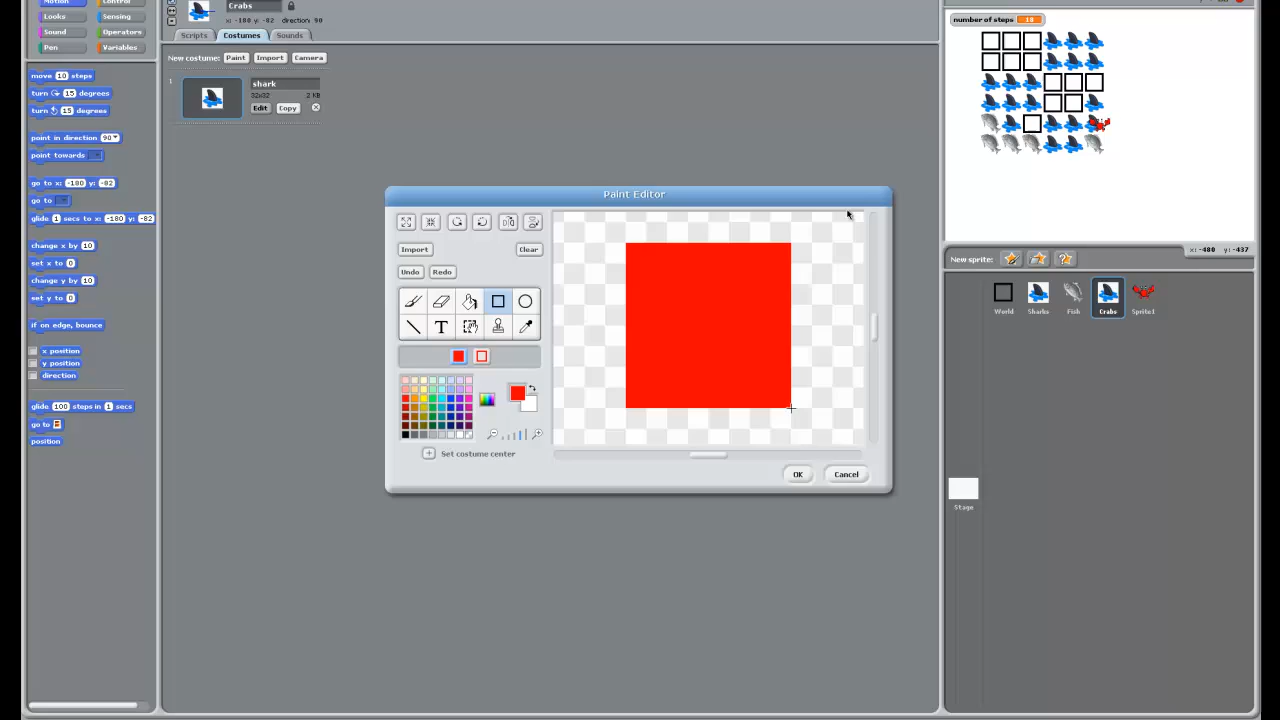 Motion Control
Looks Sensing
Sound Operators
Pen Variables
move 10 steps
turn 15 degrees
turn 15 degrees
point in direction 90
point towards
go to x: -180 y: -82
go to
glide 1 secs to x: -180 y: -82
change x by 10
set x to 0
change y by 10
set y to 0
if on edge, bounce
x position
y position
direction
glide 100 steps in 1 secs
go to
position
Crabs
x: -180 y: -82 direction: 90
Scripts Costumes Sounds
New costume: Paint Import Camera
1
shark
32x32 2 KB
Edit Copy
Paint Editor
Import Clear
Undo Redo
T
Set costume center
OK Cancel
number of steps 18
x: -480 y: -437
New sprite:
World Sharks Fish Crabs Sprite1
Stage